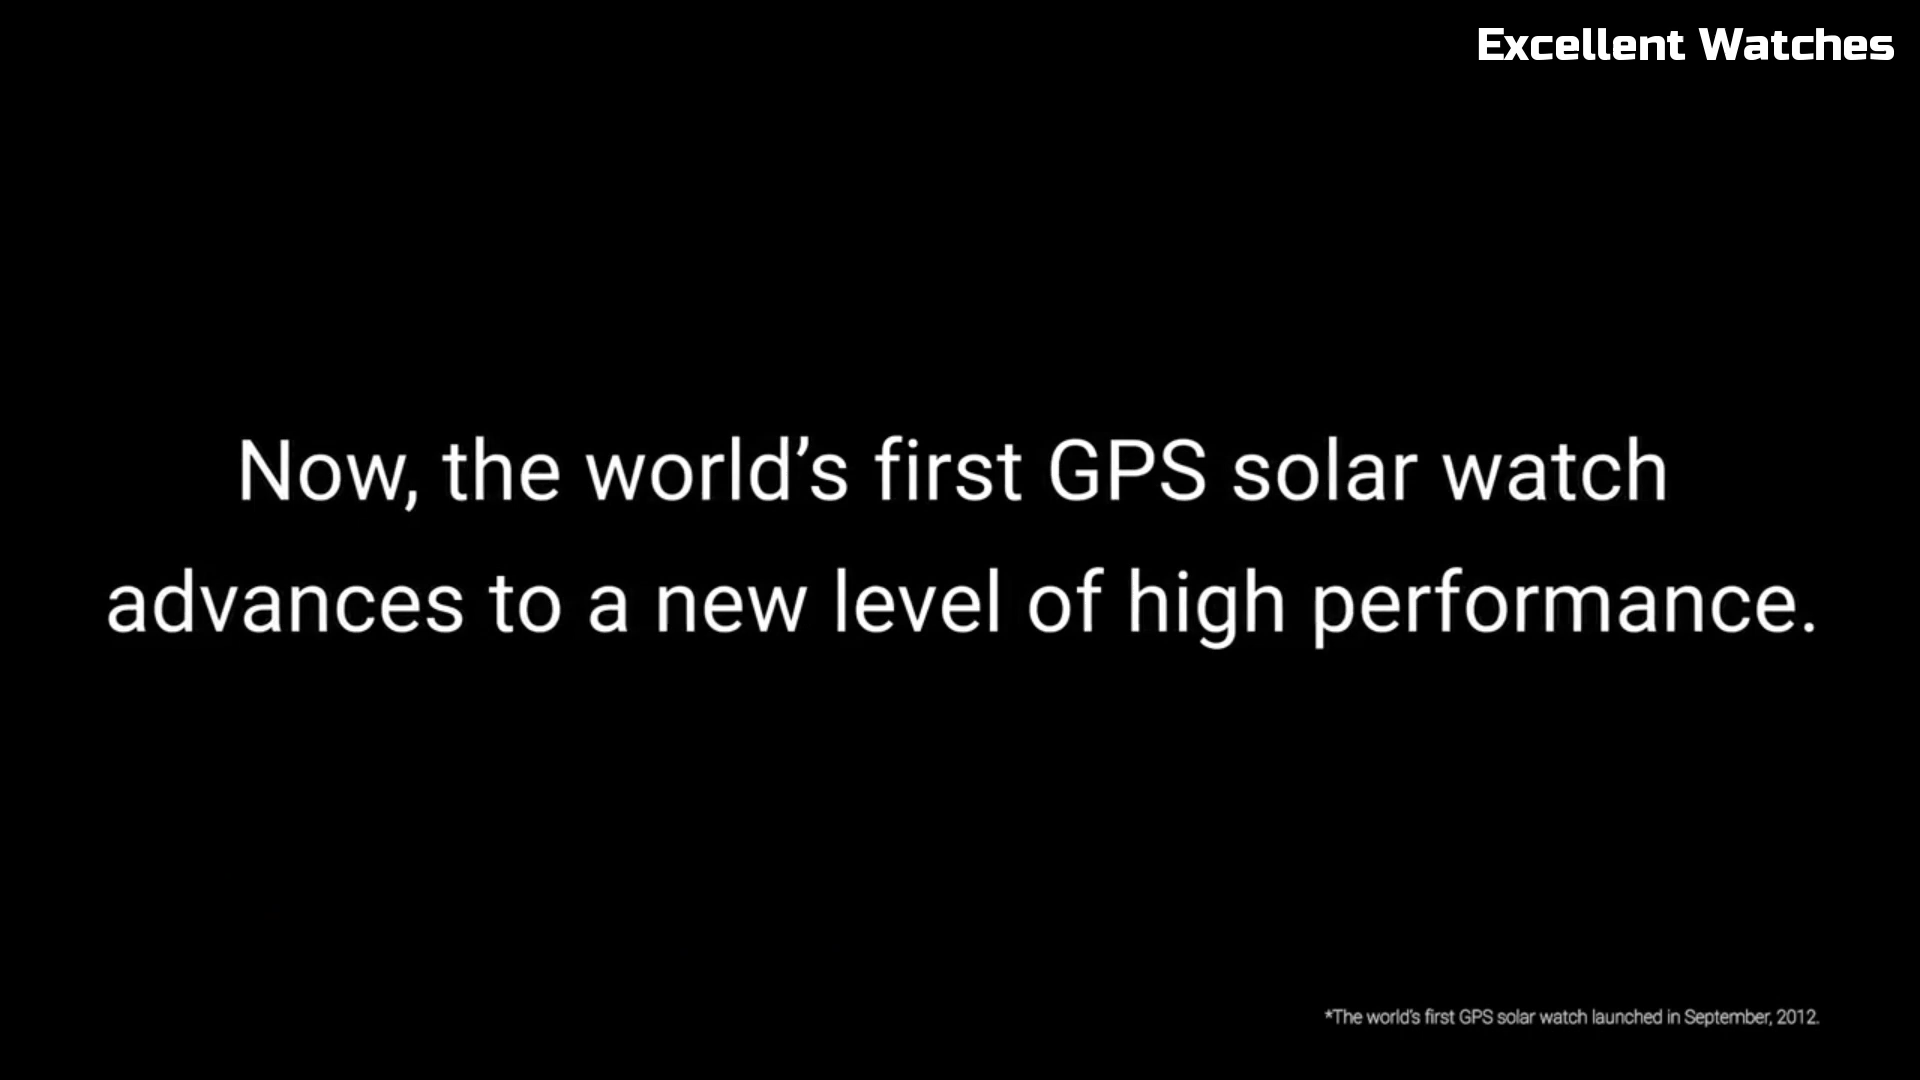 Excellent Watches
Now, the world’s first GPS solar watch
advances to a new level of high performance.
*The world’s first GPS solar watch launched in September, 2012.